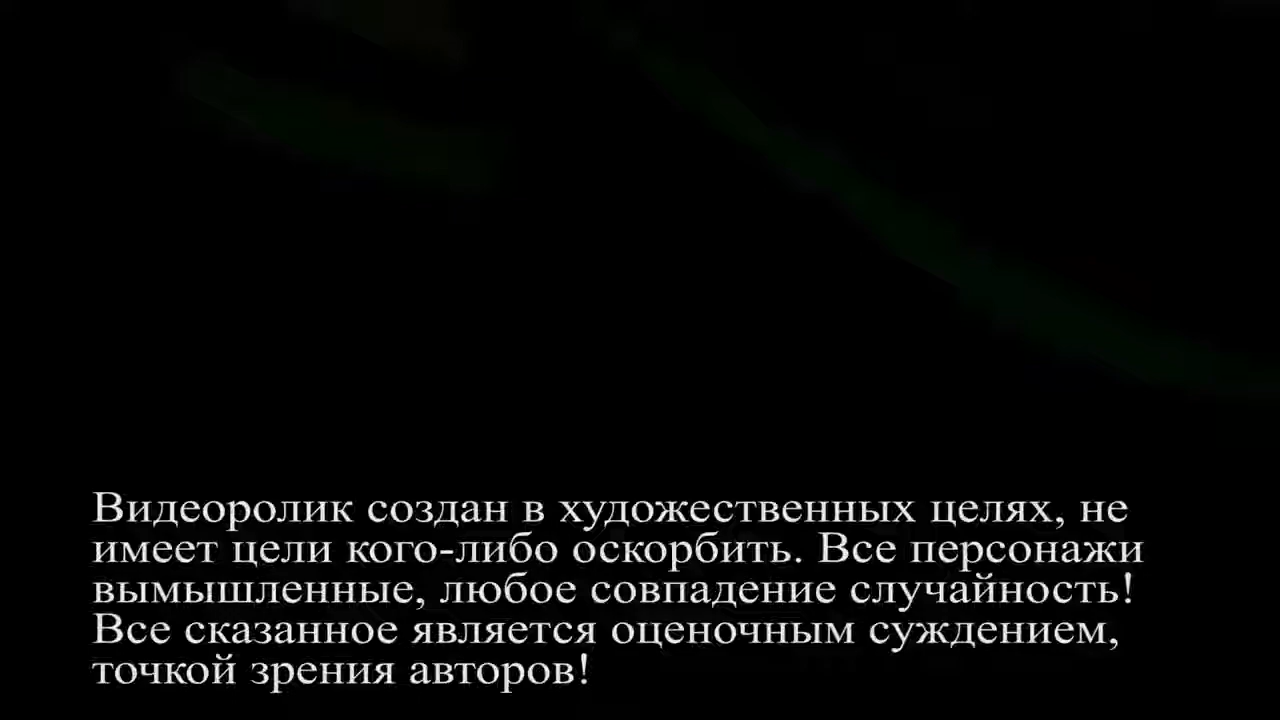 Видеоролик создан в художественных целях, не
имеет цели кого-либо оскорбить. Все персонажи
вымышленные, любое совпадение случайность!
Все сказанное является оценочным суждением,
точкой зрения авторов!